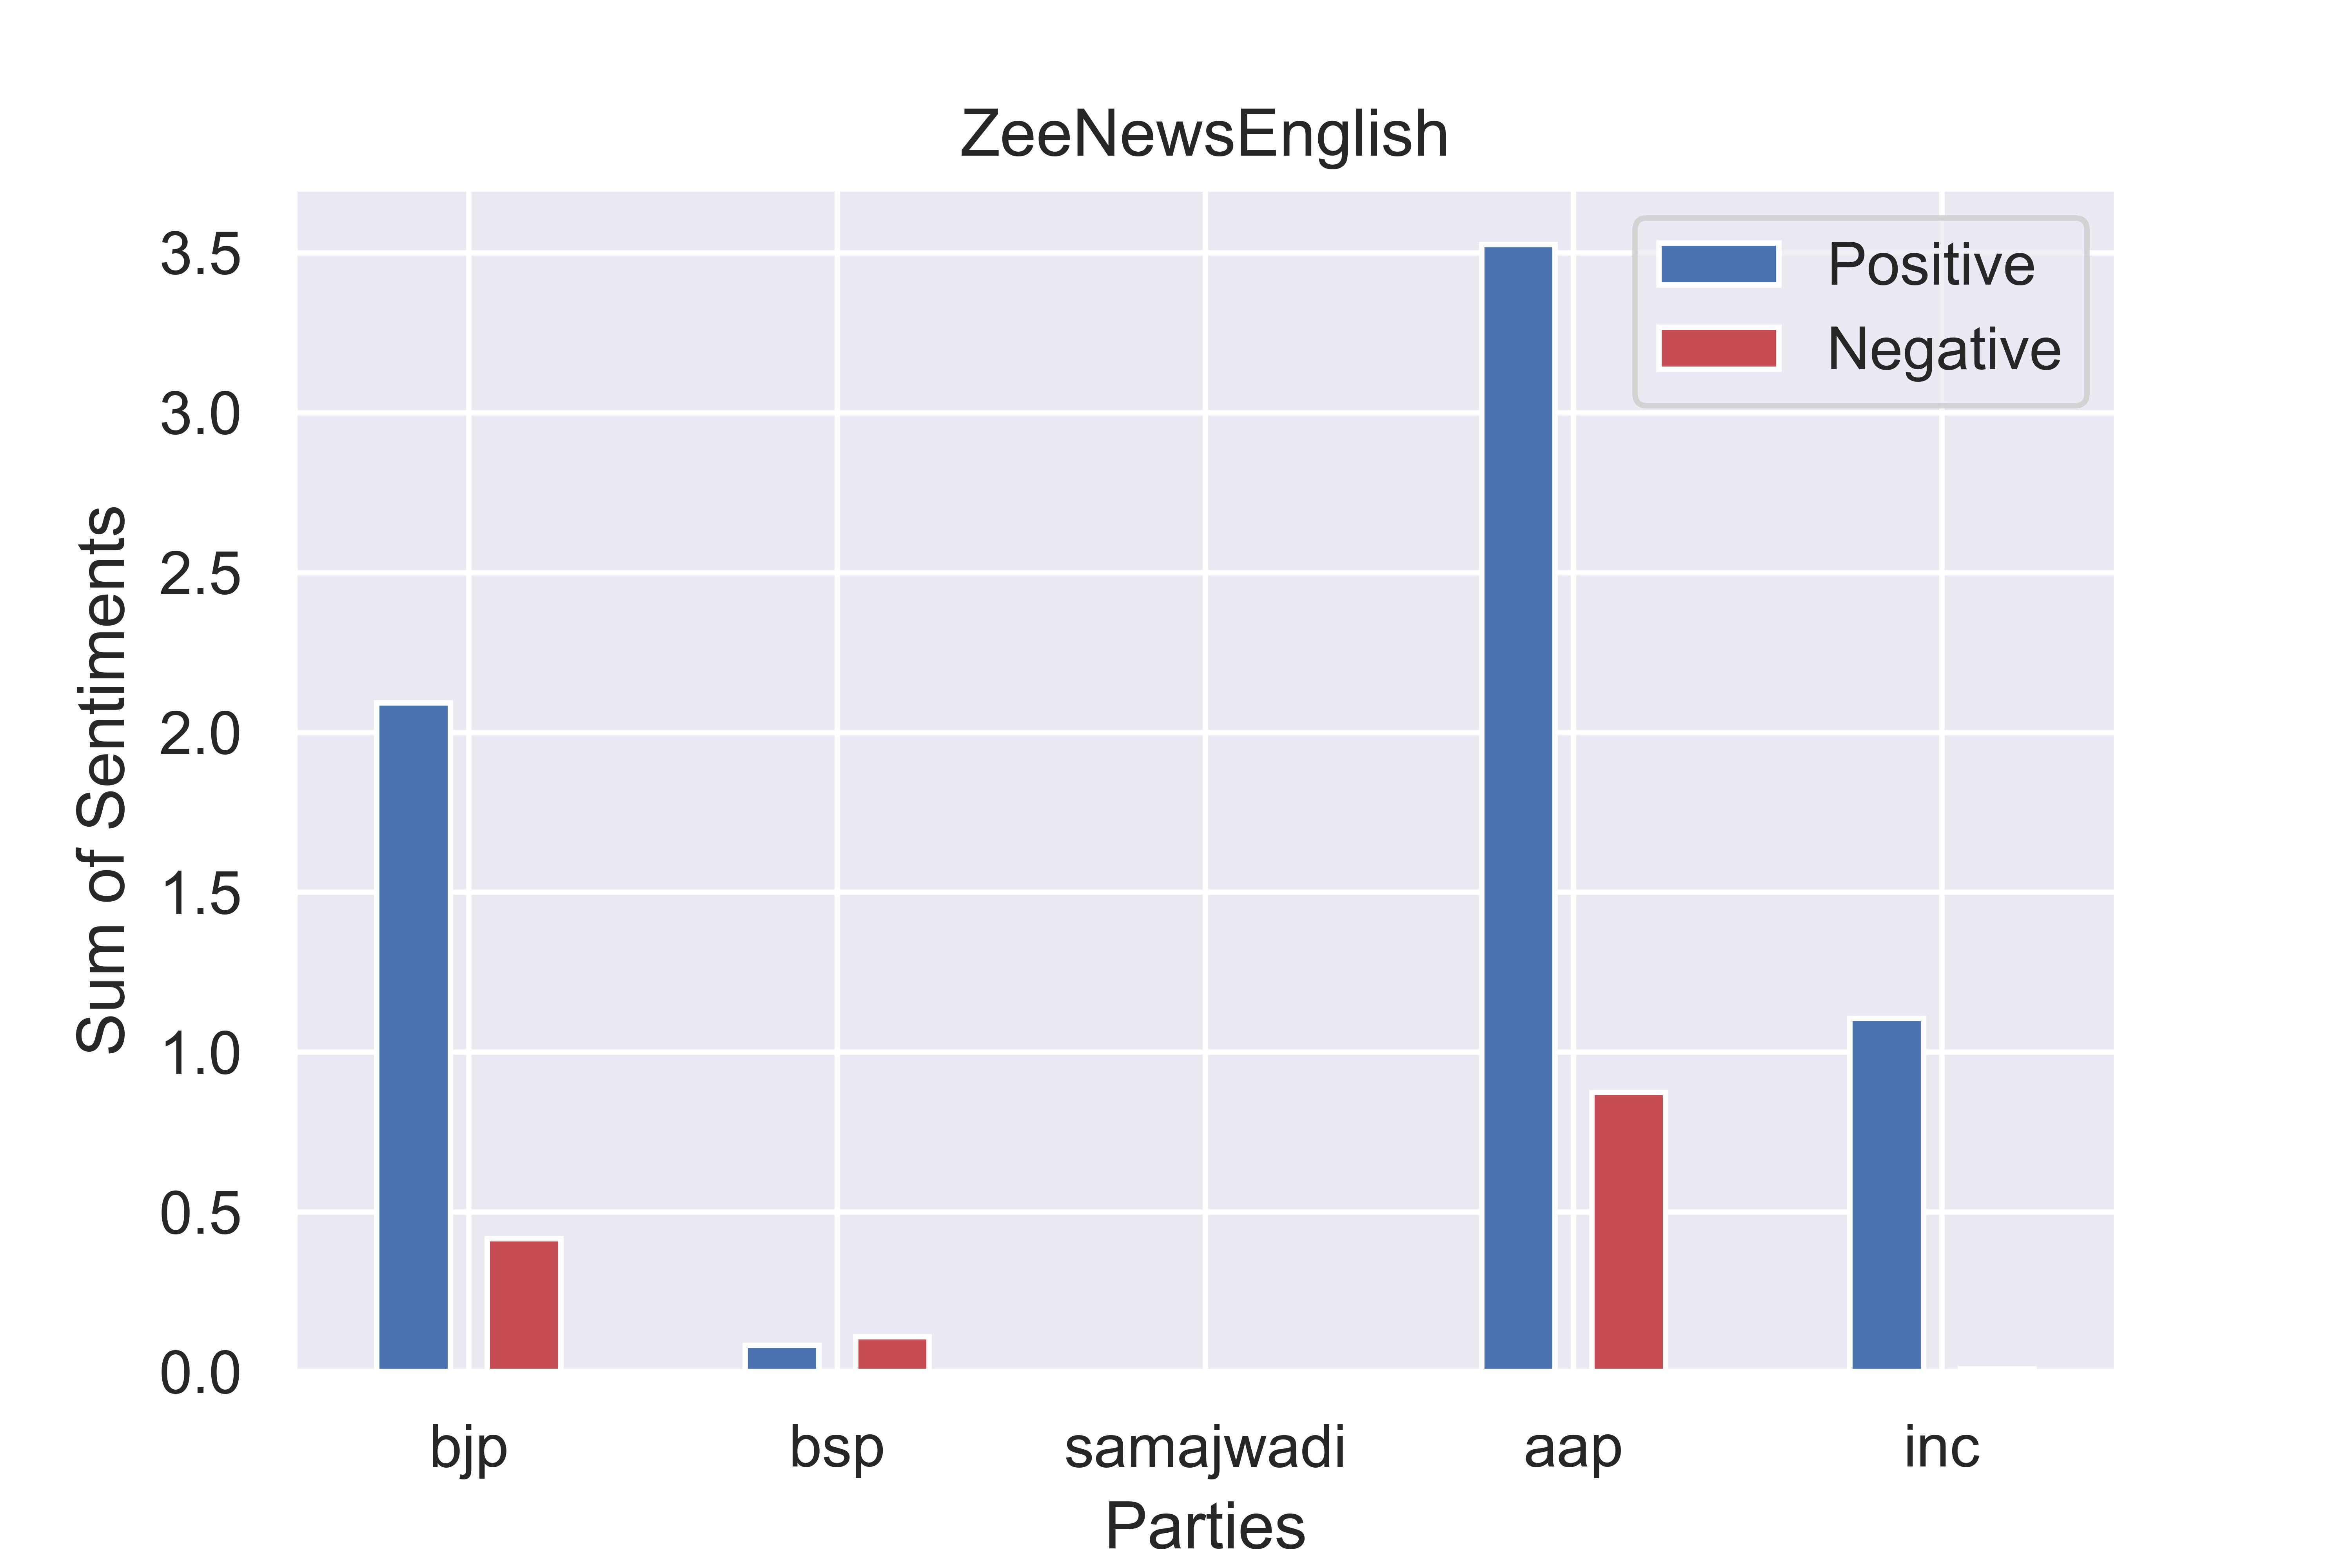 ZeeNewsEnglish
Positive
Negative
3.5
3.0
2.5
2.0
1.5
1.0
0.5
0.0
Sum of Sentiments
bjp bsp samajwadi aap inc
Parties